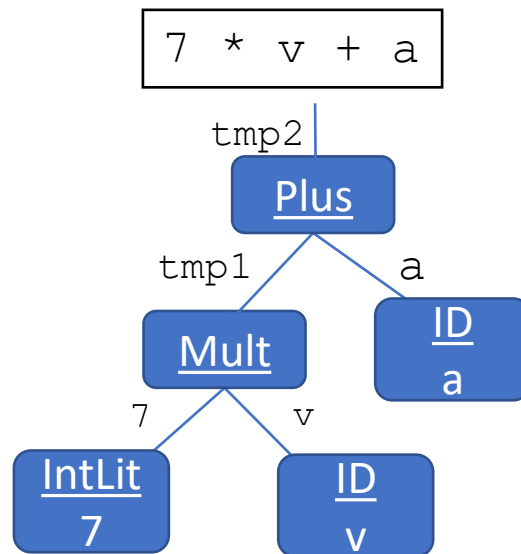 7 * v + a
tmp2
Plus
tmp1
a
Mult
ID
a
7
v
IntLit
7
ID
v